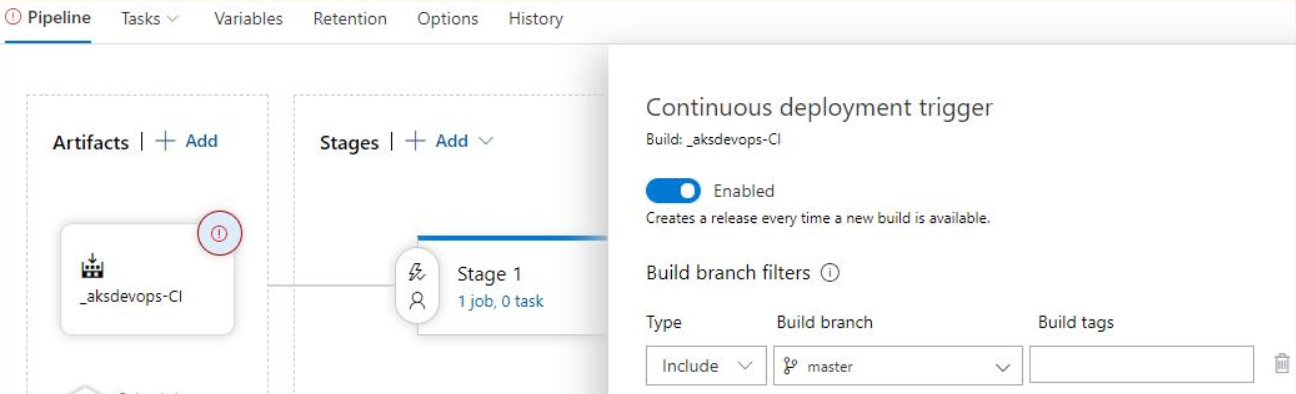 Pipeline Tasks Variables Retention Options History
Artifacts | + Add
Stages | + Add
_aksdevops-CI
Stage 1
1 job, 0 task
Continuous deployment trigger
Build: _aksdevops-CI
Enabled
Creates a release every time a new build is available.
Build branch filters
Type Build branch Build tags
Include master